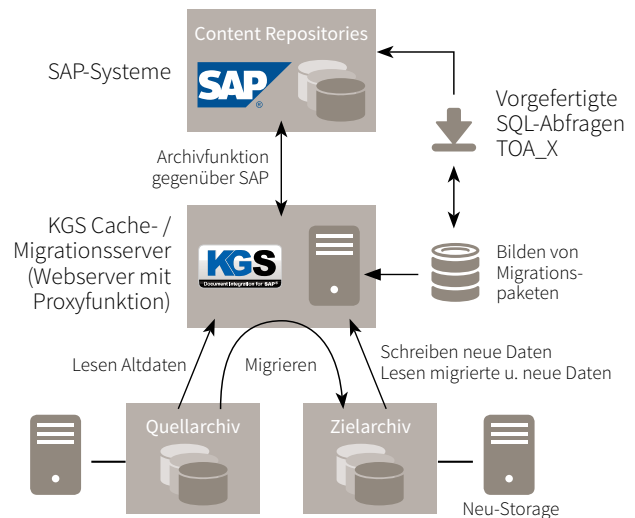 Content Repositories
SAP
®
SAP-Systeme
Vorgefertigte
SQL-Abfragen
TOA_X
Archivfunktion
gegenüber SAP
KGS Cache- /
Migrationsserver
(Webserver mit
Proxyfunktion)
KGS
Document Integration for SAP®
Bilden von
Migrations-
paketen
Lesen Altdaten
Migrieren
Schreiben neue Daten
Lesen migrierte u. neue Daten
Quellarchiv
Zielarchiv
Neu-Storage